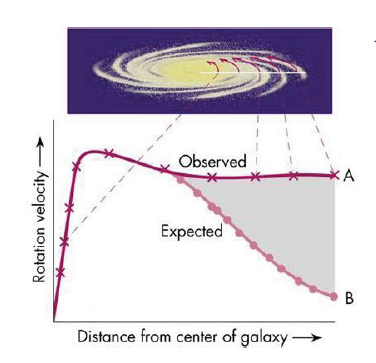 Observed
A
Expected
B
Rotation velocity
Distance from center of galaxy